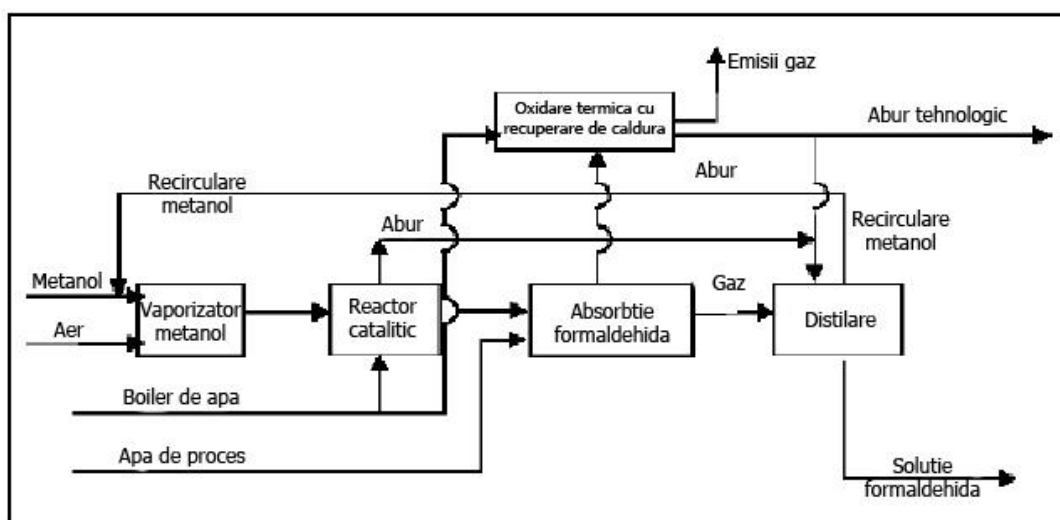 Emisii gaz
Oxidare termica cu
recuperare de caldura
Abur tehnologic
Recirculare
metanol
Abur
Abur
Recirculare
metanol
Metanol
Vaporizator
metanol
Reactor
catalitic
Absorbtie
formaldehida
Gaz
Distilare
Aer
Boiler de apa
Apa de proces
Solutie
formaldehida